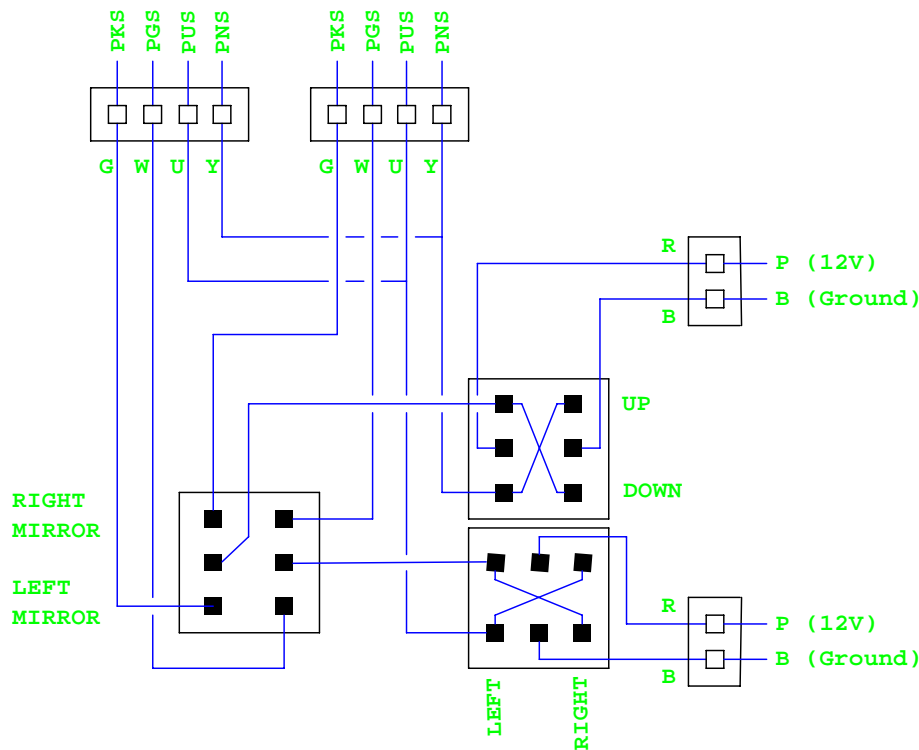 PKS PGS PUS PNS PKS PGS PUS PNS
G W U Y G W U Y
R
P (12V)
B (Ground)
B
UP
DOWN
RIGHT
MIRROR
LEFT
MIRROR
R
P (12V)
B (Ground)
B
LEFT
RIGHT